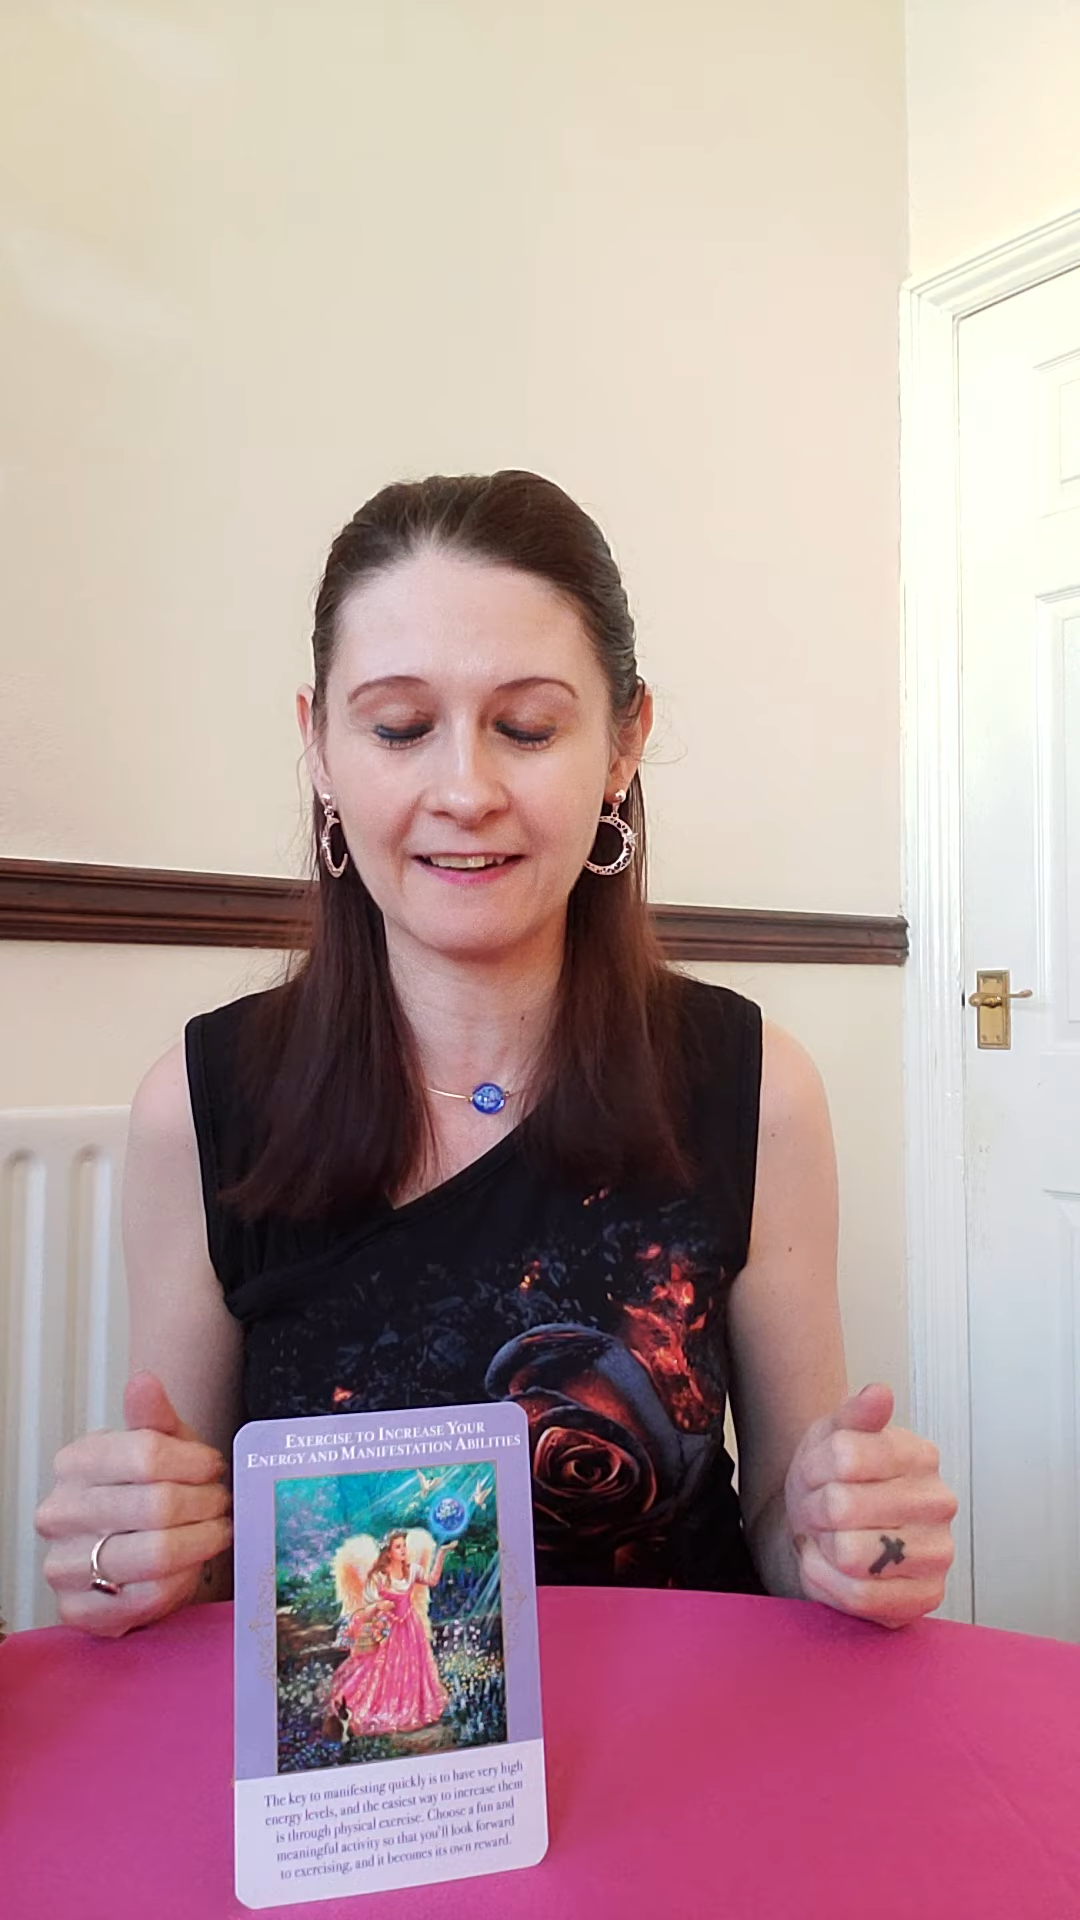 EXERCISE TO INCREASE YOUR
ENERGY AND MANIFESTATION ABILITIES
The key to manifesting quickly is to have very high
energy levels, and the easiest way to increase them
is through physical exercise. Choose a fun and
meaningful activity so that you'll look forward
to exercising, and it becomes its own reward.